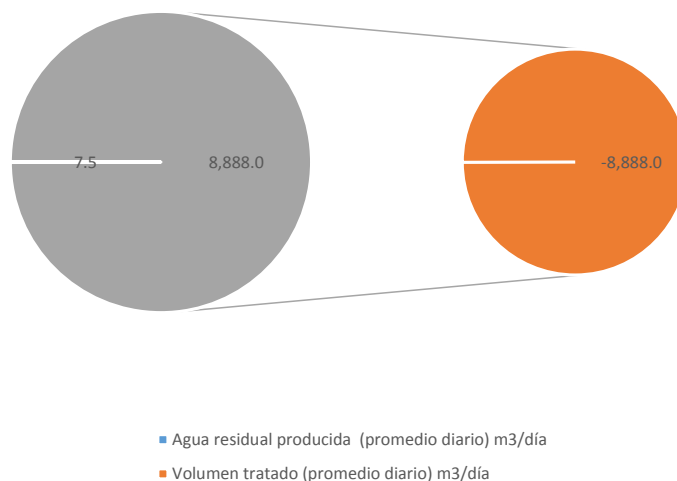 7.5
8,888.0
-8,888.0
Agua residual producida (promedio diario) m3/día
Volumen tratado (promedio diario) m3/día